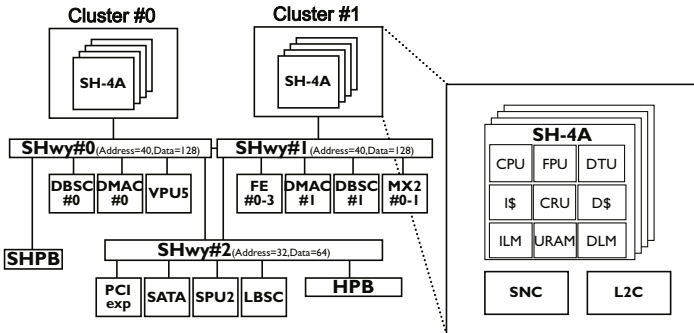 Cluster #0
Cluster #1
SH-4A
SH-4A
SHwy#0(Address=40,Data=128)
SHwy#1(Address=40,Data=128)
DBSC
#0
DMAC
#0
VPU5
FE
#0-3
DMAC
#1
DBSC
#1
MX2
#0-1
SHPB
SHwy#2(Address=32,Data=64)
PCI
exp
SATA
SPU2
LBSC
HPB
SH-4A
CPU
FPU
DTU
I$
CRU
D$
ILM
URAM
DLM
SNC
L2C